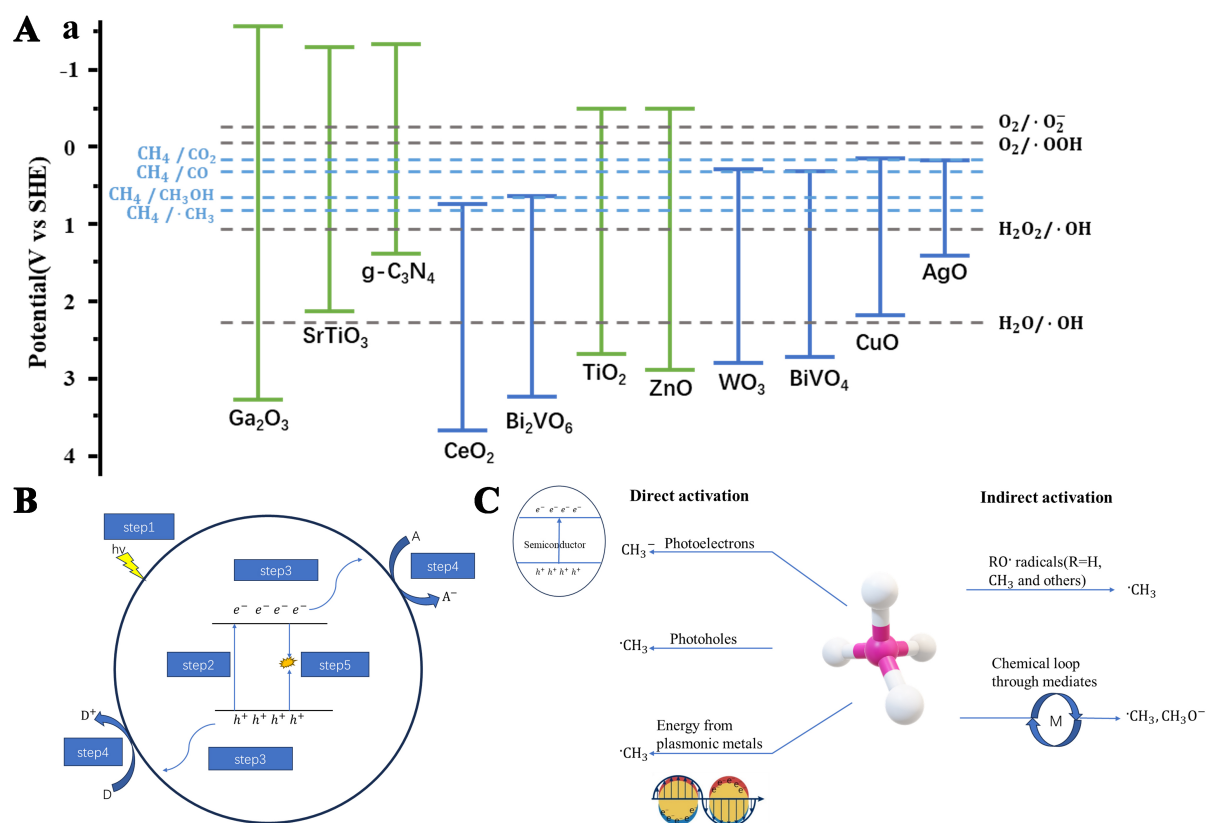 A
a
Potential(V vs SHE)
-1
0
1
2
3
4
CH₄ / CO₂
CH₄ / CO
CH₄ / CH₃OH
CH₄ / · CH₃
O₂/ · O₂⁻
O₂/ · OOH
H₂O₂/ · OH
H₂O/ · OH
Ga₂O₃
SrTiO₃
g-C₃N₄
CeO₂
Bi₂VO₆
TiO₂
ZnO
WO₃
BiVO₄
CuO
AgO
B
step1
hv
step3
A
step4
A⁻
e⁻ e⁻ e⁻ e⁻
step2
step5
h⁺ h⁺ h⁺ h⁺
D⁺
step4
D
step3
C
e⁻ e⁻ e⁻ e⁻
Semiconductor
h⁺ h⁺ h⁺ h⁺
Direct activation
CH₃⁻
Photoelectrons
·CH₃
Photoholes
Energy from
plasmonic metals
·CH₃
e⁻ e⁻ e⁻ e⁻
e⁻ e⁻ e⁻ e⁻
Indirect activation
RO· radicals(R=H,
CH₃ and others)
·CH₃
Chemical loop
through mediates
M
·CH₃, CH₃O⁻